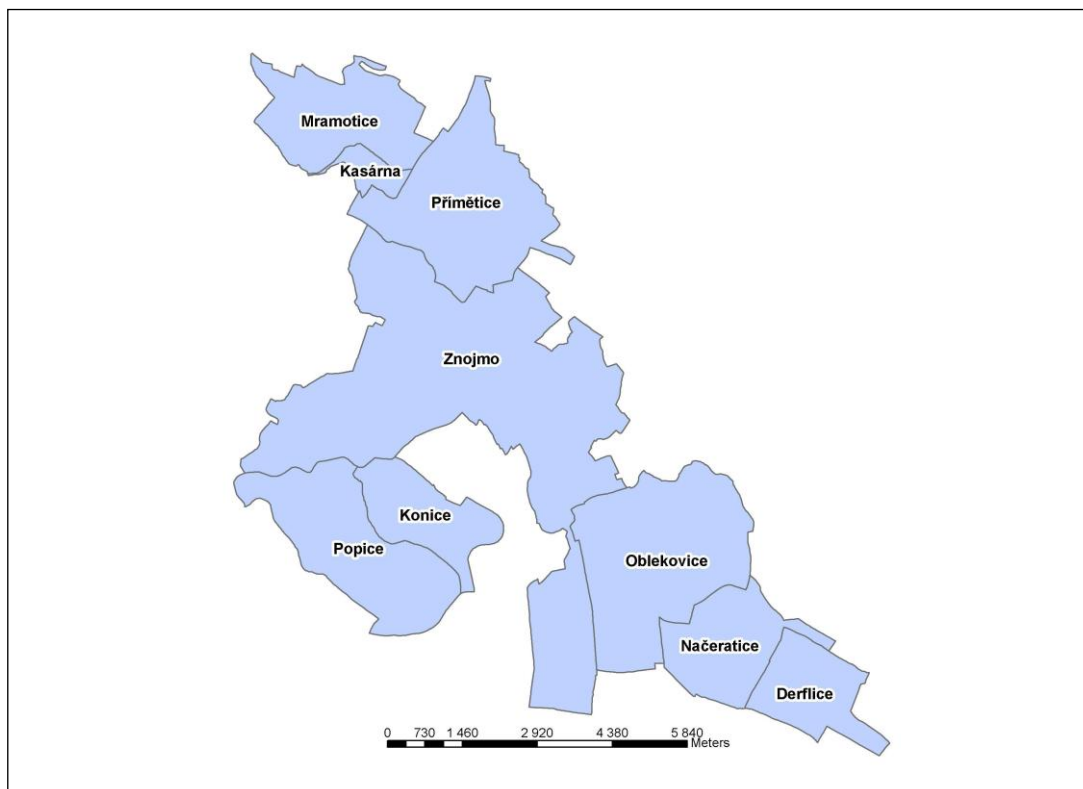 Mramotice
Kasárna
Přímětice
Znojmo
Konice
Popice
Oblekovice
Načeratice
Derflice
0 730 1 460 2 920 4 380 5 840
Meters